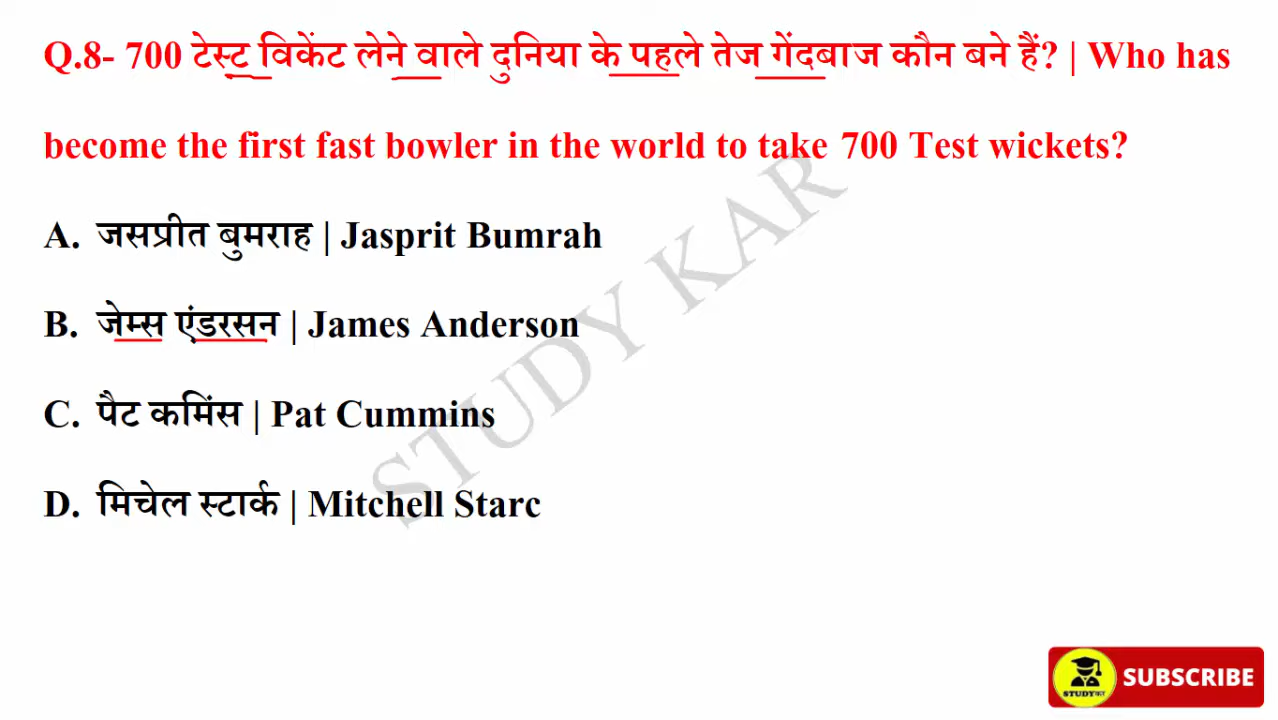 Q.8- 700 टेस्ट विकेंट लेने वाले दुनिया के पहले तेज गेंदबाज कौन बने हैं? | Who has
become the first fast bowler in the world to take 700 Test wickets?
A. जसप्रीत बुमराह | Jasprit Bumrah
B. जेम्स एंडरसन | James Anderson
C. पैट कमिंस | Pat Cummins
D. मिचेल स्टार्क | Mitchell Starc
STUDY KAR
STUDYकर
SUBSCRIBE